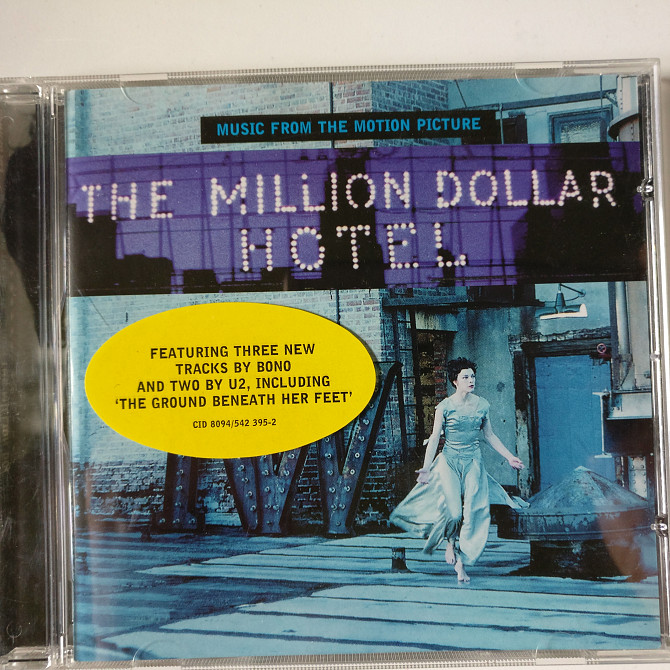 MUSIC FROM THE MOTION PICTURE
THE MILLION DOLLAR
HOTEL
FEATURING THREE NEW
TRACKS BY BONO
AND TWO BY U2, INCLUDING
‘THE GROUND BENEATH HER FEET’
CID 8094/542 395-2